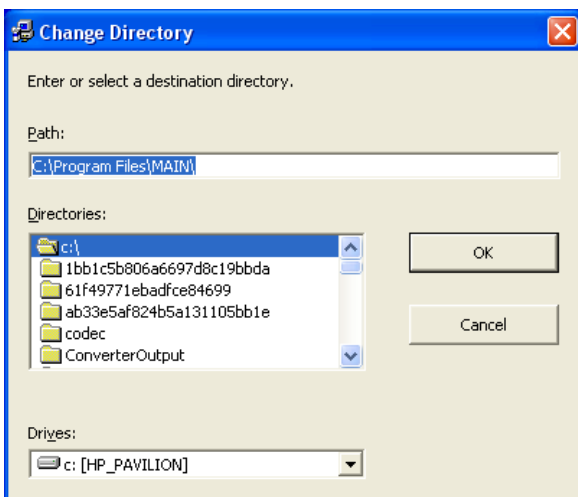 Change Directory
Enter or select a destination directory.
Path:
C:\Program Files\MAIN\
Directories:
c:\
1bb1c5b806a6697d8c19bbda
61f49771ebadfce84699
ab33e5af824b5a131105bb1e
codec
ConverterOutput
OK
Cancel
Drives:
c: [HP_PAVILION]